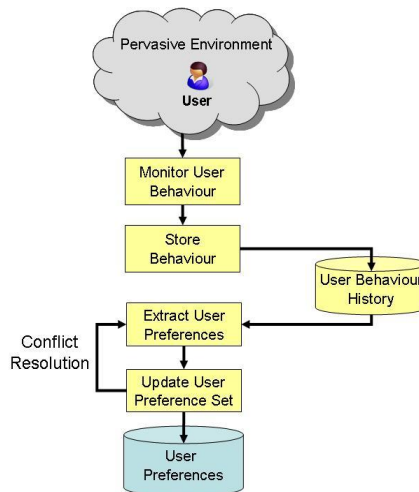 Pervasive Environment
User
Monitor User
Behaviour
Store
Behaviour
User Behaviour
History
Extract User
Preferences
Conflict
Resolution
Update User
Preference Set
User
Preferences